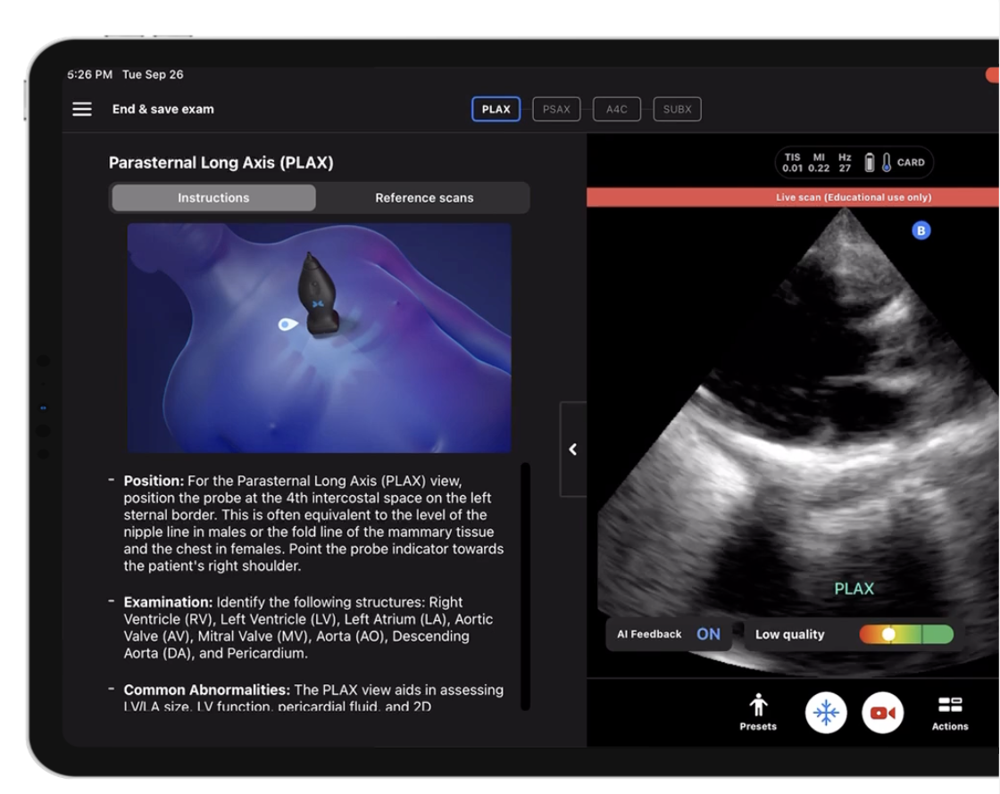 5:26 PM Tue Sep 26
End & save exam
PLAX
PSAX
A4C
SUBX
Parasternal Long Axis (PLAX)
Instructions
Reference scans
- Position: For the Parasternal Long Axis (PLAX) view,
position the probe at the 4th intercostal space on the left
sternal border. This is often equivalent to the level of the
nipple line in males or the fold line of the mammary tissue
and the chest in females. Point the probe indicator towards
the patient's right shoulder.
- Examination: Identify the following structures: Right
Ventricle (RV), Left Ventricle (LV), Left Atrium (LA), Aortic
Valve (AV), Mitral Valve (MV), Aorta (AO), Descending
Aorta (DA), and Pericardium.
- Common Abnormalities: The PLAX view aids in assessing
LV/LA size, LV function, pericardial fluid, and 2D
TIS MI Hz
0.01 0.22 27
CARD
Live scan (Educational use only)
B
PLAX
AI Feedback ON
Low quality
Presets
Actions